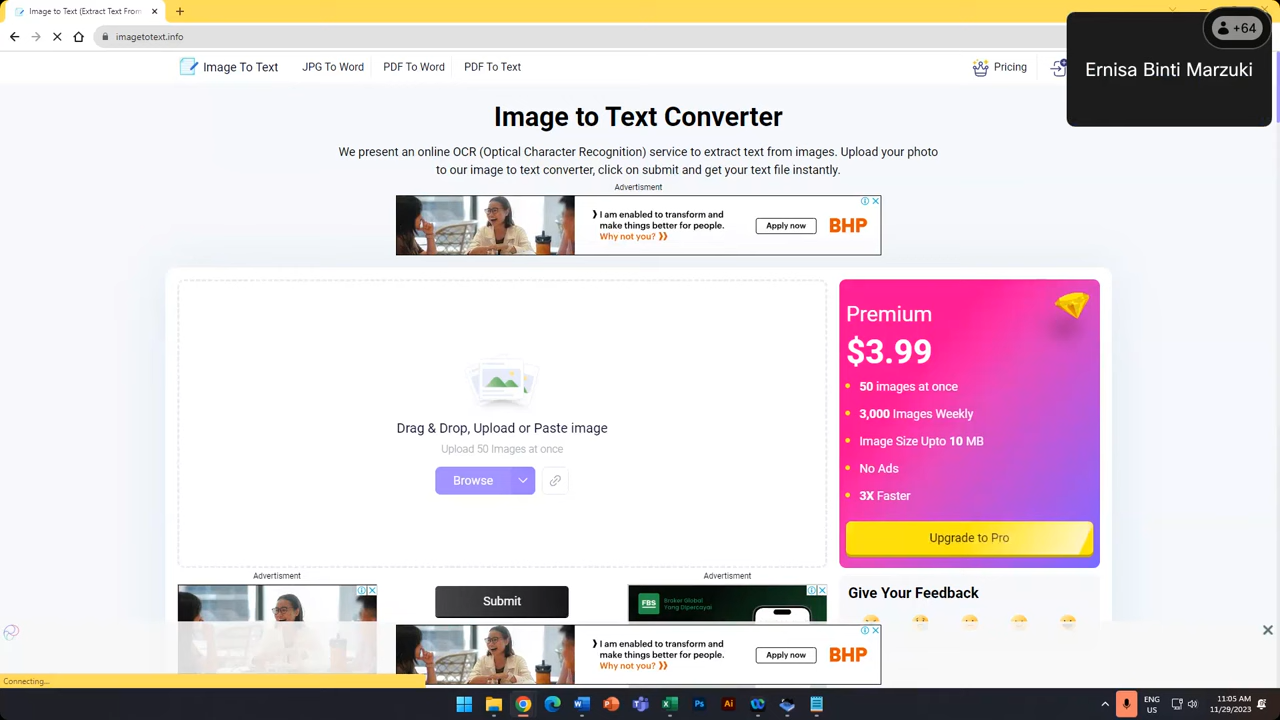 Image to Text (Extract Text From
imagetotext.info
+64
Ernisa Binti Marzuki
Image To Text
JPG To Word
PDF To Word
PDF To Text
Pricing
Image to Text Converter
We present an online OCR (Optical Character Recognition) service to extract text from images. Upload your photo
to our image to text converter, click on submit and get your text file instantly.
Advertisment
I am enabled to transform and
make things better for people.
Why not you?
Apply now
BHP
Drag & Drop, Upload or Paste image
Upload 50 Images at once
Browse
Premium
$3.99
50 images at once
3,000 Images Weekly
Image Size Upto 10 MB
No Ads
3X Faster
Upgrade to Pro
Advertisment
Submit
Advertisment
FBS
Broker Global
Yang Dipercayai
Give Your Feedback
I am enabled to transform and
make things better for people.
Why not you?
Apply now
BHP
Connecting...
ENG
US
11:05 AM
11/29/2023